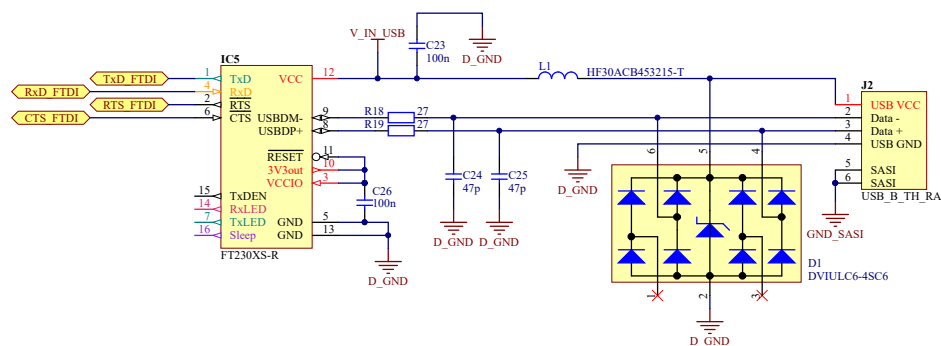 V_IN_USB
C23
100n
D_GND
IC5
TxD_FTDI
1
TxD
VCC
12
L1
HF30ACB453215-T
J2
RxD_FTDI
4
RxD
1
USB VCC
RTS_FTDI
2
RTS
USBDM-
9
R18
27
2
Data -
CTS_FTDI
6
CTS
USBDP+
8
R19
27
3
Data +
4
USB GND
RESET
11
3V3out
10
VCCIO
3
C24
47p
C25
47p
D_GND
6
5
4
5
SASI
6
SASI
USB_B_TH_RA
15
TxDEN
C26
100n
14
RxLED
7
TxLED
GND
5
16
Sleep
GND
13
FT230XS-R
D_GND
D_GND
D_GND
GND_SASI
D1
DVIULC6-4SC6
1
2
3
D_GND